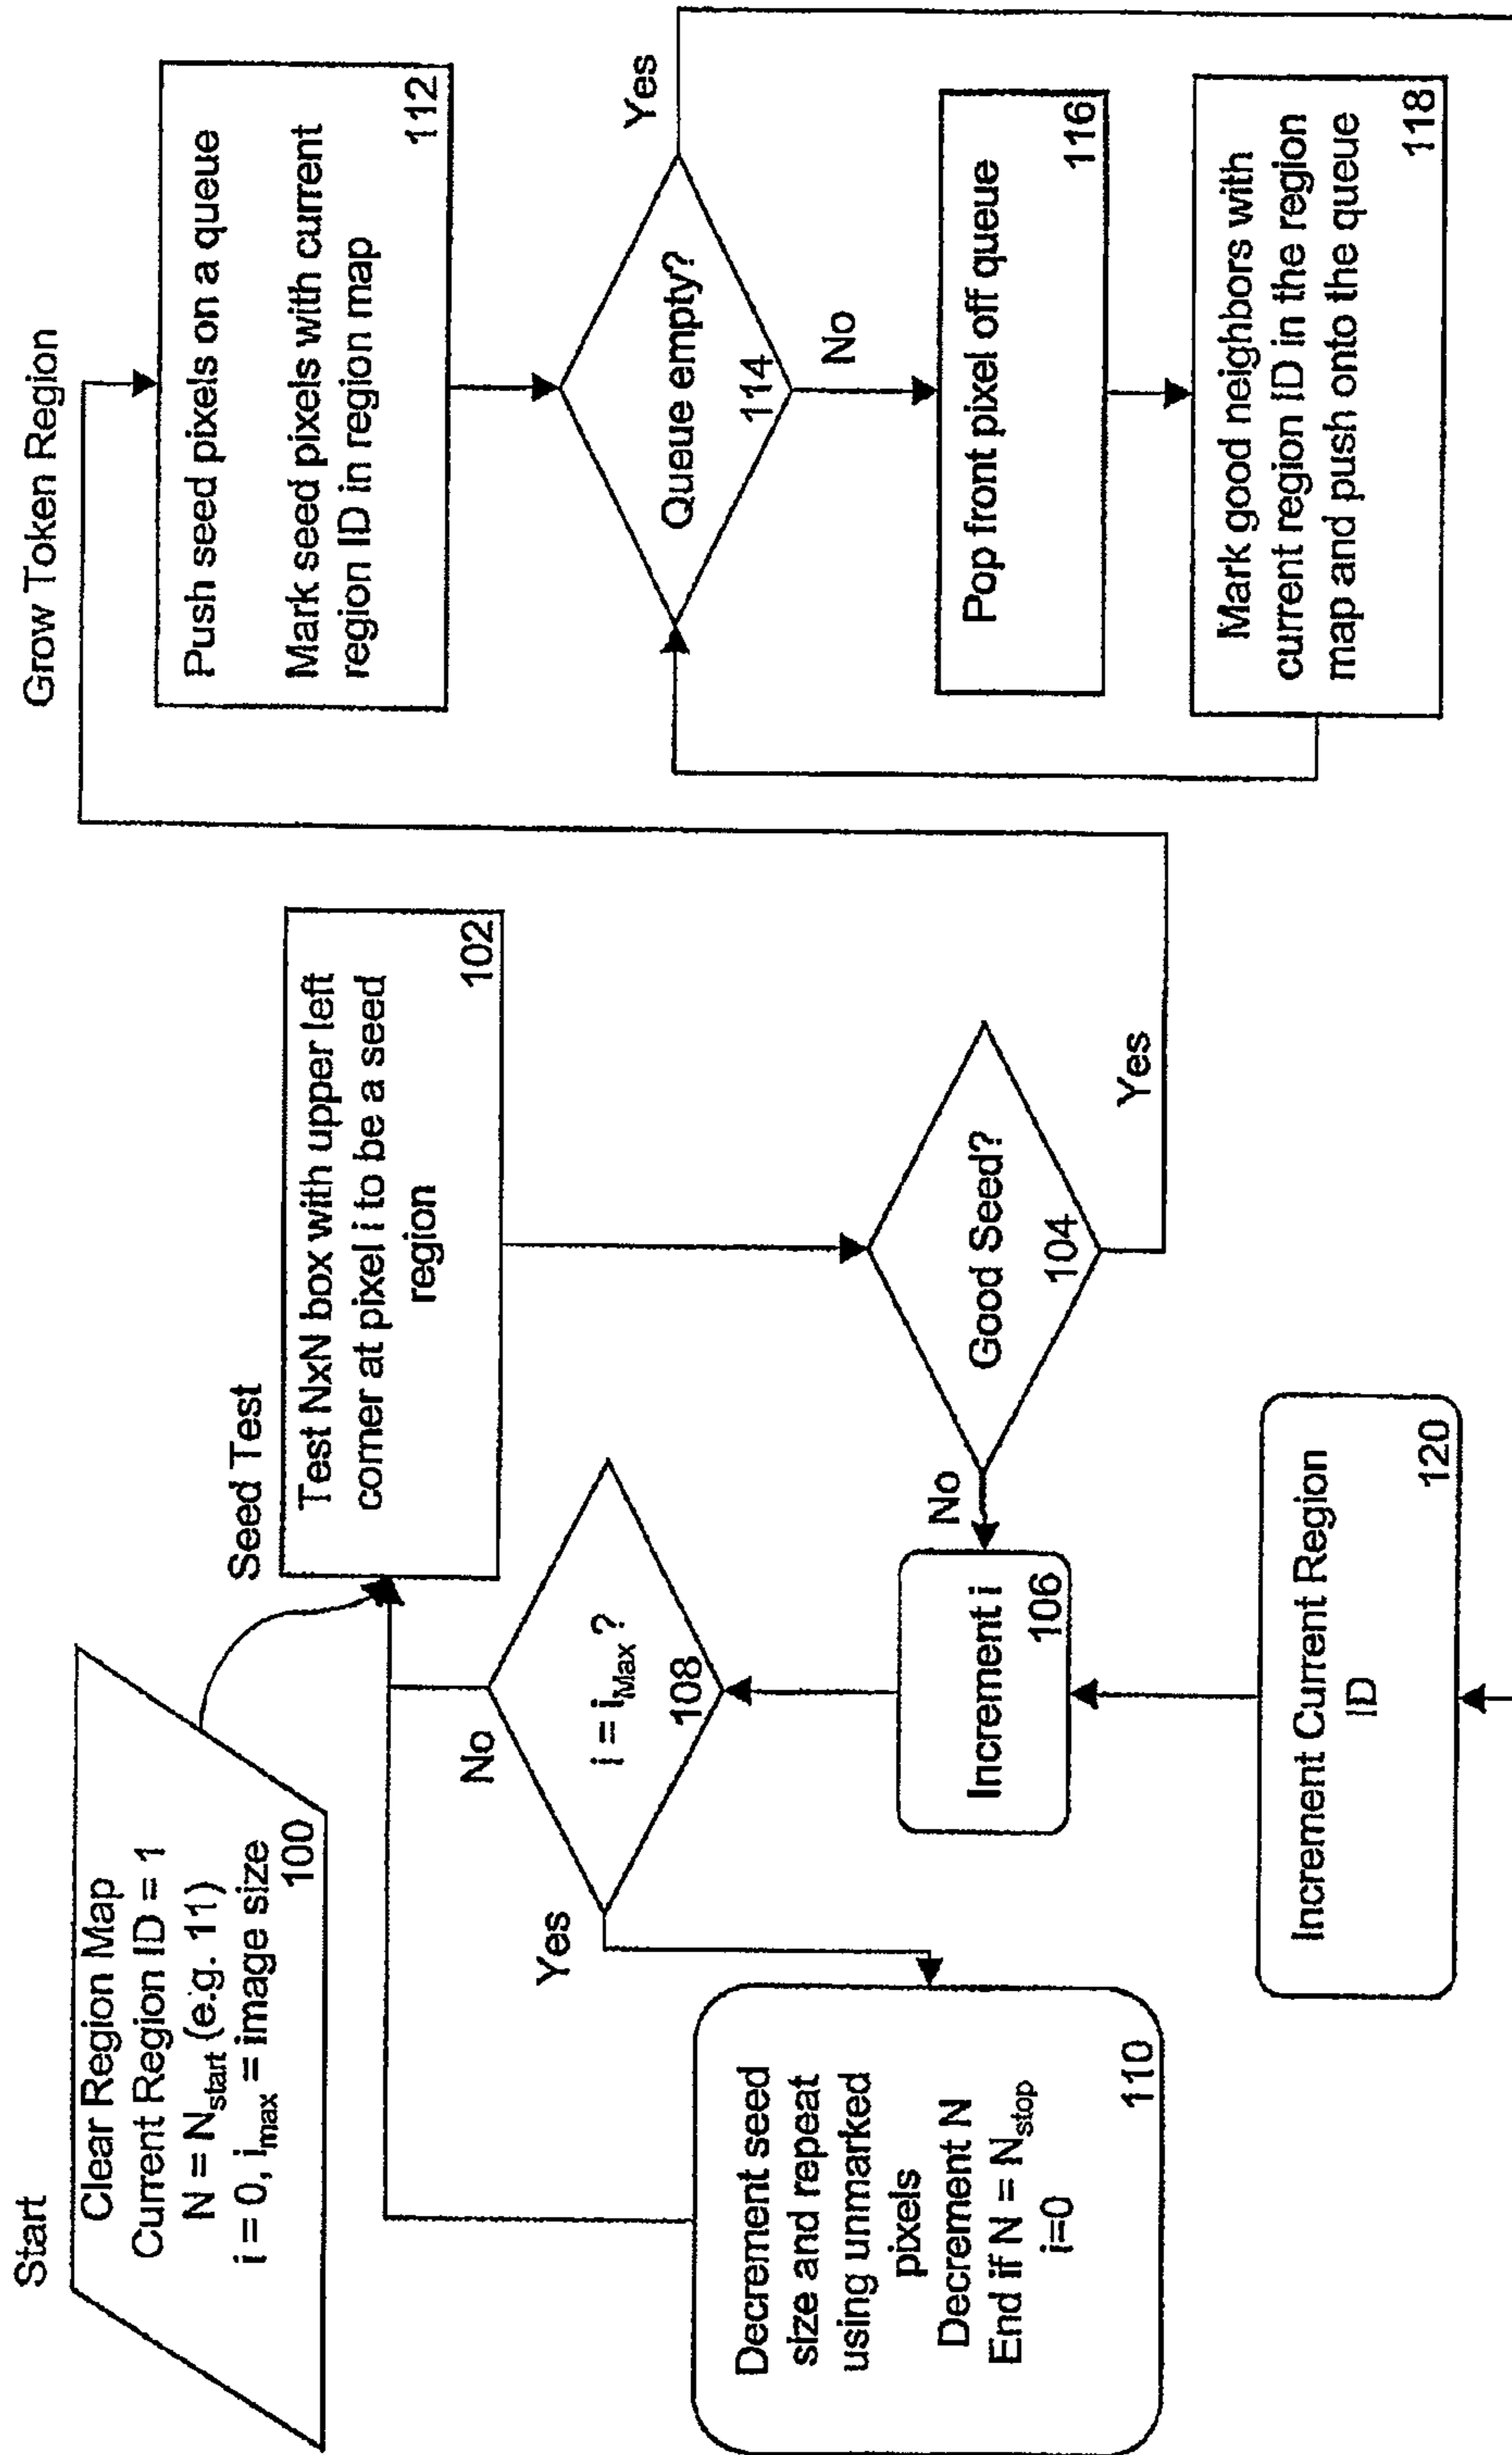 Start
Clear Region Map
Current Region ID = 1
N = Nstart (e.g. 11)
i = 0, imax = image size
100
Seed Test
Test NxN box with upper left
corner at pixel i to be a seed
region
102
Good Seed?
104
No
Yes
Increment i
106
i = iMax?
108
No
Yes
Decrement seed
size and repeat
using unmarked
pixels
Decrement N
End if N = Nstop
i=0
110
Increment Current Region
ID
120
Grow Token Region
Push seed pixels on a queue
Mark seed pixels with current
region ID in region map
112
Queue empty?
114
Yes
No
Pop front pixel off queue
116
Mark good neighbors with
current region ID in the region
map and push onto the queue
118